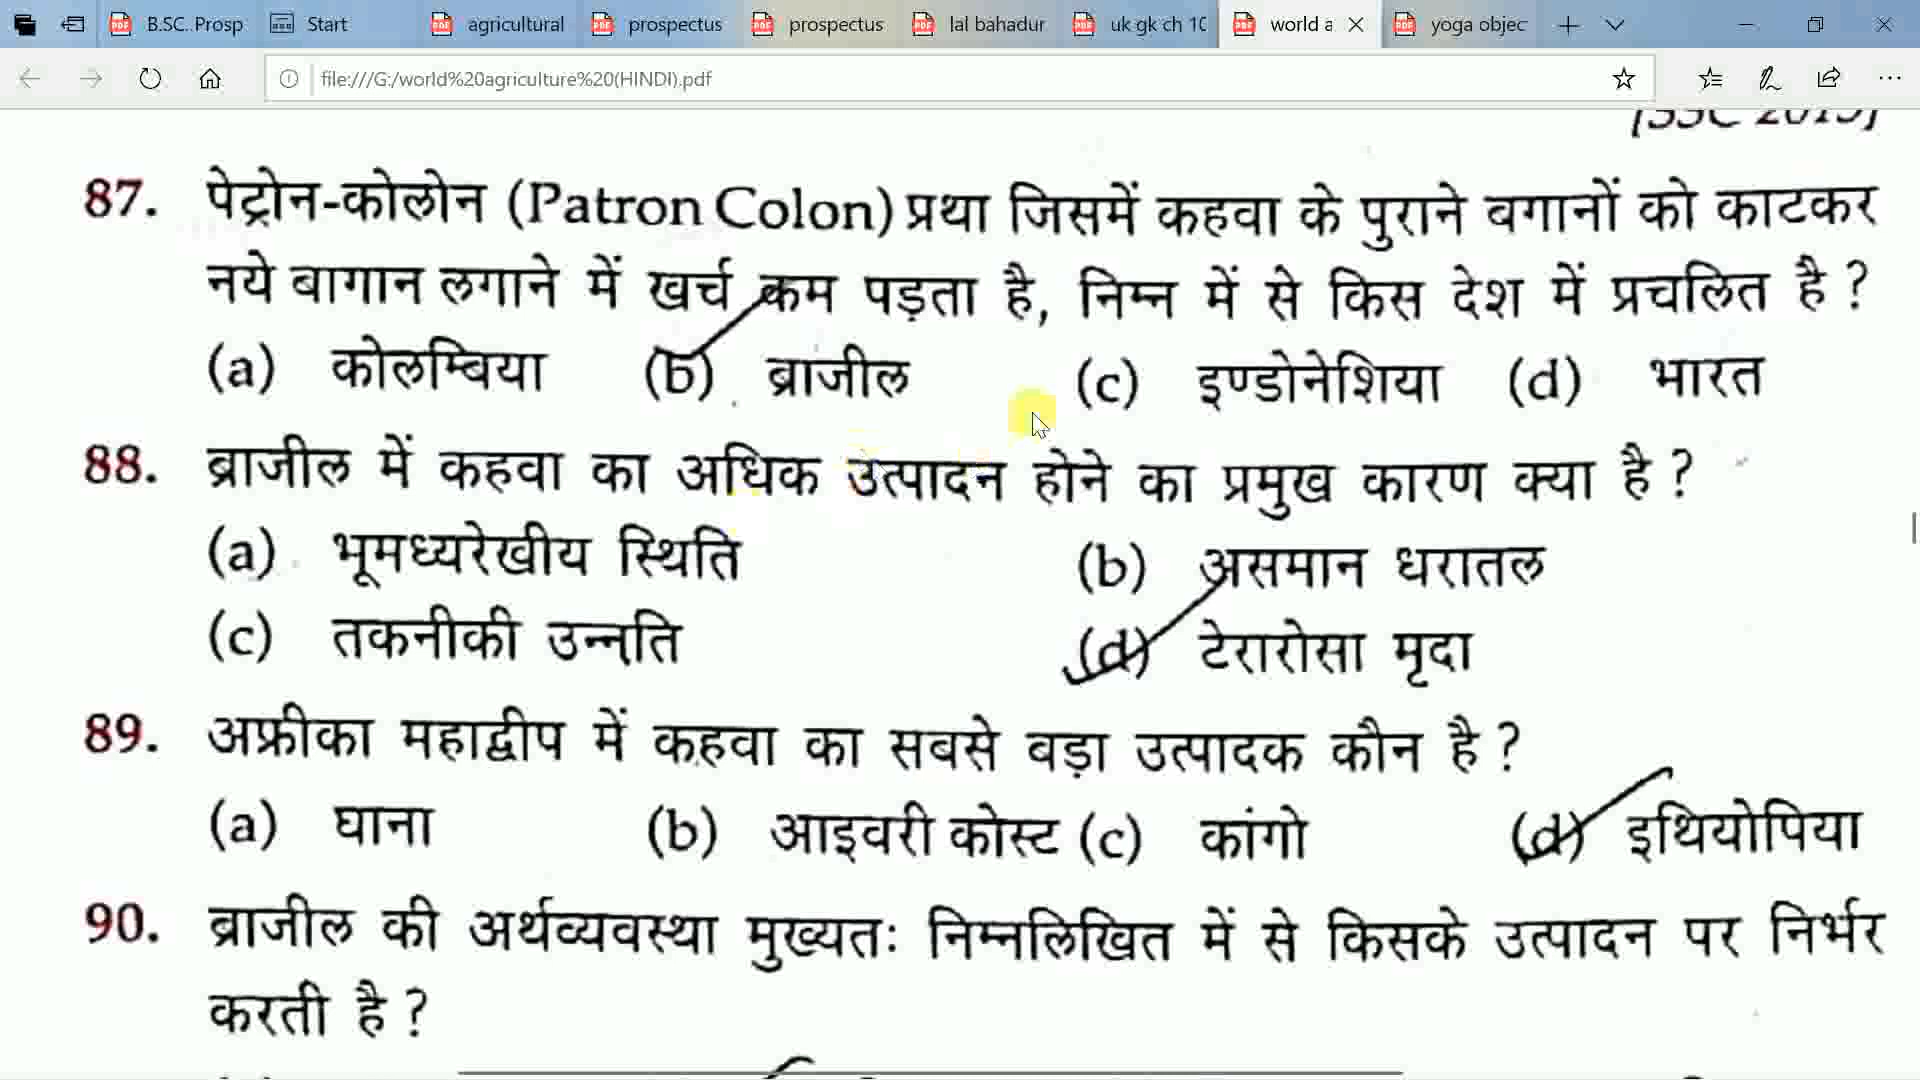 B.SC..Prosp Start agricultural prospectus prospectus lal bahadur uk gk ch 10 world a yoga objec
file:///G:/world%20agriculture%20(HINDI).pdf
[SSC 2015]
87. पेट्रोन-कोलोन (Patron Colon) प्रथा जिसमें कहवा के पुराने बगानों को काटकर
नये बागान लगाने में खर्च कम पड़ता है, निम्न में से किस देश में प्रचलित है ?
(a) कोलम्बिया (b) ब्राजील (c) इण्डोनेशिया (d) भारत
88. ब्राजील में कहवा का अधिक उत्पादन होने का प्रमुख कारण क्या है ?
(a) भूमध्यरेखीय स्थिति (b) असमान धरातल
(c) तकनीकी उन्नति (d) टेरारोसा मृदा
89. अफ्रीका महाद्वीप में कहवा का सबसे बड़ा उत्पादक कौन है ?
(a) घाना (b) आइवरी कोस्ट (c) कांगो (d) इथियोपिया
90. ब्राजील की अर्थव्यवस्था मुख्यतः निम्नलिखित में से किसके उत्पादन पर निर्भर
करती है ?